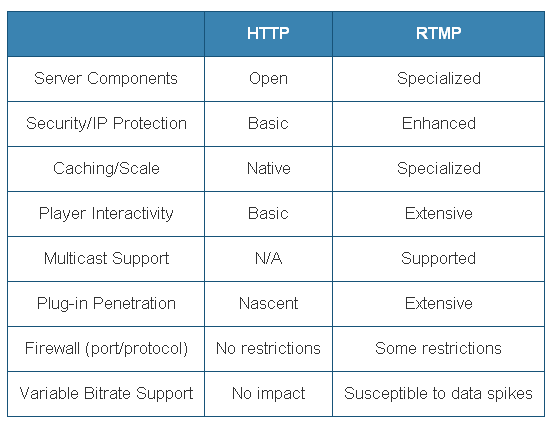 HTTP RTMP
Server Components Open Specialized
Security/IP Protection Basic Enhanced
Caching/Scale Native Specialized
Player Interactivity Basic Extensive
Multicast Support N/A Supported
Plug-in Penetration Nascent Extensive
Firewall (port/protocol) No restrictions Some restrictions
Variable Bitrate Support No impact Susceptible to data spikes